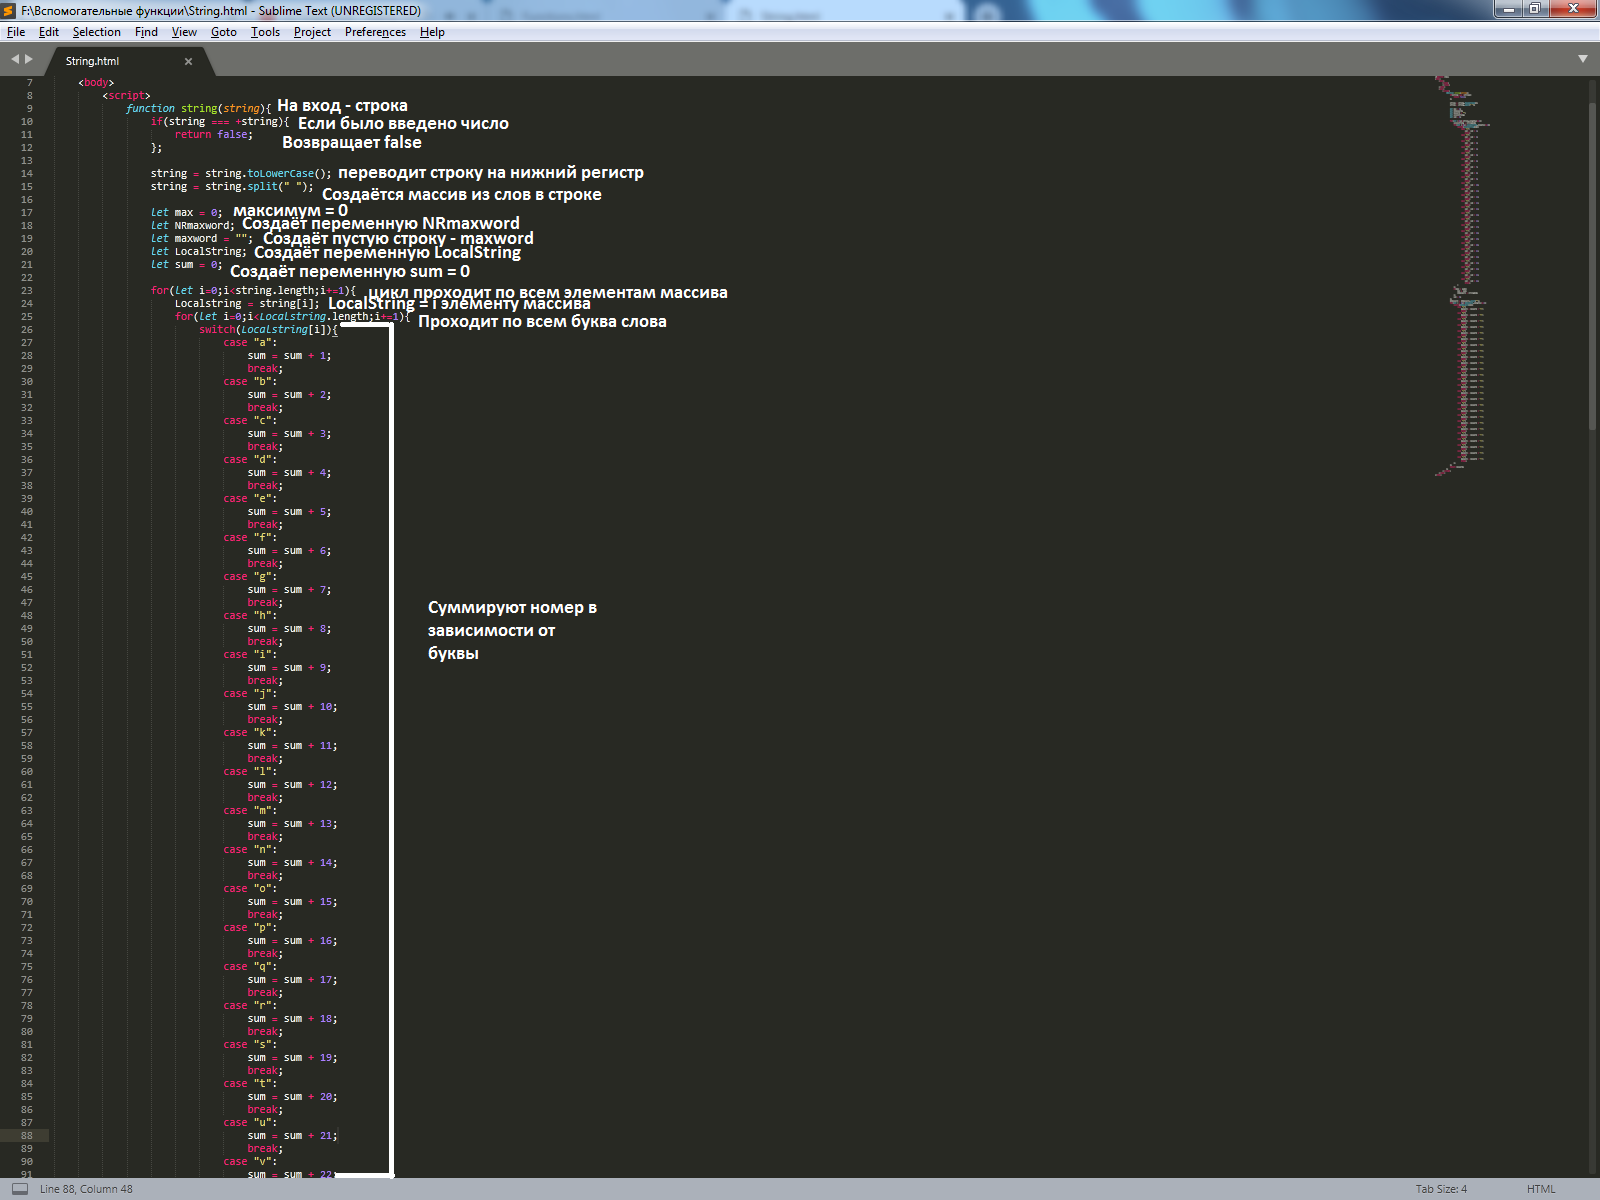 F:\Вспомогательные функции\String.html - Sublime Text (UNREGISTERED)
File Edit Selection Find View Goto Tools Project Preferences Help
String.html
7 <body>
8 <script>
9 function string(string){ На вход - строка
10 if(string === +string){ Если было введено число
11 return false;
Возвращает false
12 };
13
14 string = string.toLowerCase(); переводит строку на нижний регистр
15 string = string.split(" ");
Создаётся массив из слов в строке
16
17 let max = 0; максимум = 0
18 let NRmaxword; Создаёт переменную NRmaxword
19 let maxword = ""; Создаёт пустую строку - maxword
20 let LocalString; Создаёт переменную LocalString
21 let sum = 0;
Создаёт переменную sum = 0
22
23 for(let i=0;i<string.length;i+=1){ цикл проходит по всем элементам массива
24 Localstring = string[i]; LocalString = i элементу массива
25 for(let i=0;i<Localstring.length;i+=1){ Проходит по всем буква слова
26 switch(Localstring[i]){
27 case "a":
28 sum = sum + 1;
29 break;
30 case "b":
31 sum = sum + 2;
32 break;
33 case "c":
34 sum = sum + 3;
35 break;
36 case "d":
37 sum = sum + 4;
38 break;
39 case "e":
40 sum = sum + 5;
41 break;
42 case "f":
43 sum = sum + 6;
44 break;
45 case "g":
46 sum = sum + 7;
47 break;
48 case "h":
49 sum = sum + 8;
50 break;
51 case "i":
52 sum = sum + 9;
53 break;
54 case "j":
55 sum = sum + 10;
56 break;
57 case "k":
58 sum = sum + 11;
59 break;
60 case "l":
61 sum = sum + 12;
62 break;
63 case "m":
64 sum = sum + 13;
65 break;
66 case "n":
67 sum = sum + 14;
68 break;
69 case "o":
70 sum = sum + 15;
71 break;
72 case "p":
73 sum = sum + 16;
74 break;
75 case "q":
76 sum = sum + 17;
77 break;
78 case "r":
79 sum = sum + 18;
80 break;
81 case "s":
82 sum = sum + 19;
83 break;
84 case "t":
85 sum = sum + 20;
86 break;
87 case "u":
88 sum = sum + 21;
89 break;
90 case "v":
91 sum = sum + 22;
Суммируют номер в
зависимости от
буквы
Line 88, Column 48
Tab Size: 4
HTML